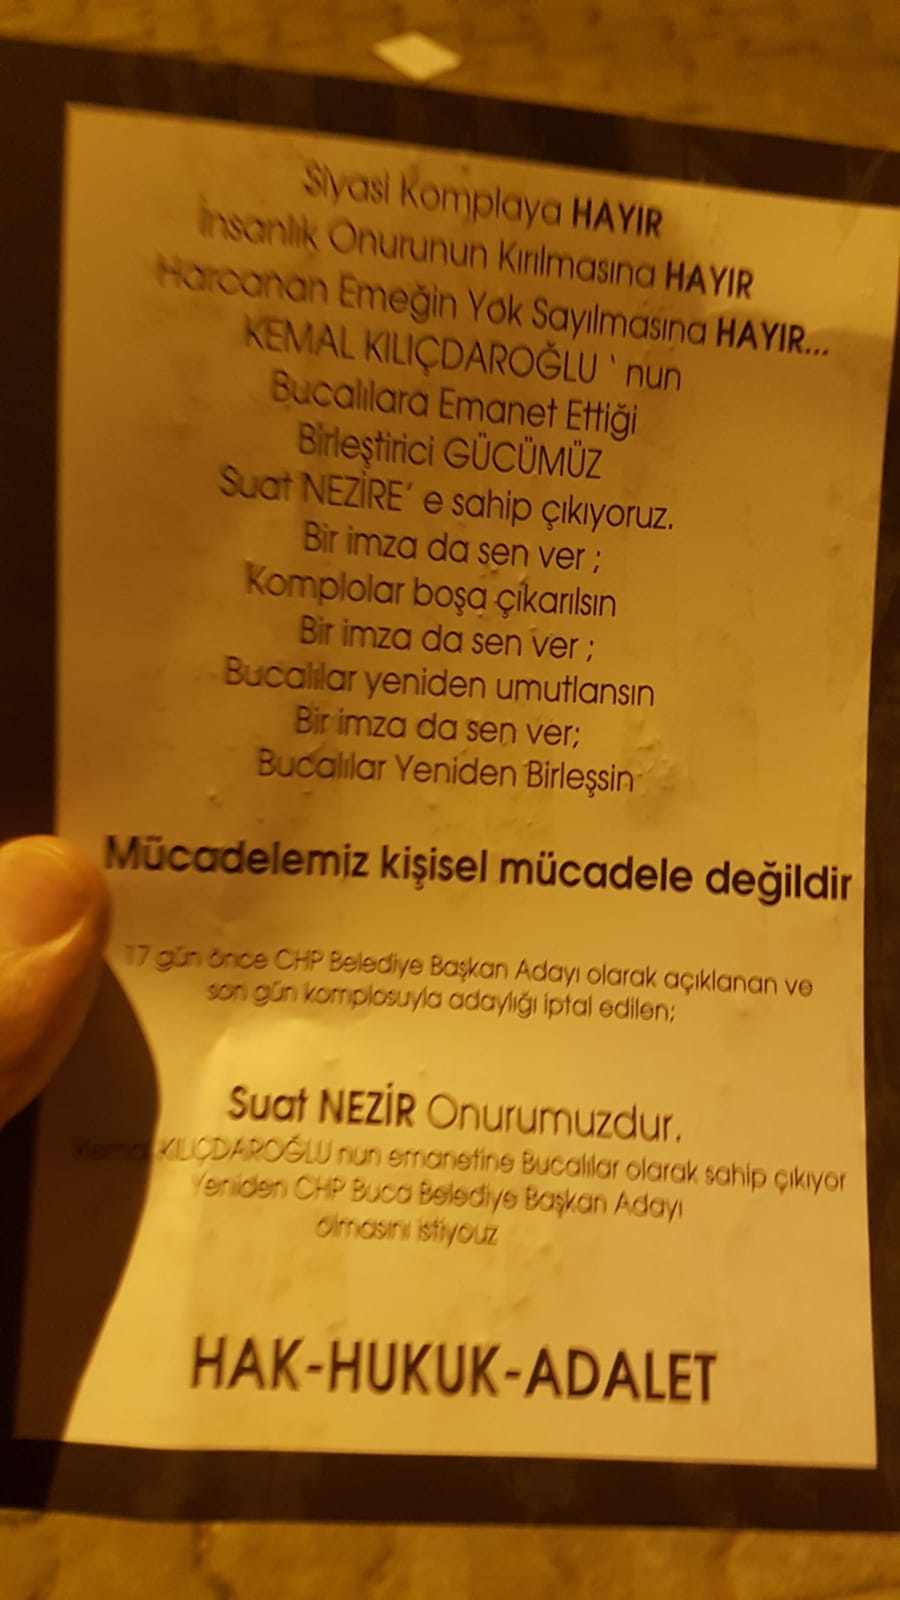 Siyasi Komplaya HAYIR
İnsanlık Onurunun Kırılmasına HAYIR
Harcanan Emeğin Yok Sayılmasına HAYIR...
KEMAL KILIÇDAROĞLU ' nun
Bucalılara Emanet Ettiği
Birleştirici GÜCÜMÜZ
Suat NEZİRE' e sahip çıkıyoruz.
Bir imza da sen ver ;
Komplolar boşa çıkarılsın
Bir imza da sen ver ;
Bucalılar yeniden umutlansın
Bir imza da sen ver;
Bucalılar Yeniden Birleşsin
Mücadelemiz kişisel mücadele değildir
17 gün önce CHP Belediye Başkan Adayı olarak açıklanan ve
son gün komplosuyla adaylığı iptal edilen;
Suat NEZİR Onurumuzdur.
Kemal KILIÇDAROĞLU nun emanetine Bucalılar olarak sahip çıkıyor
Yeniden CHP Buca Belediye Başkan Adayı
olmasını istiyouz
HAK-HUKUK-ADALET